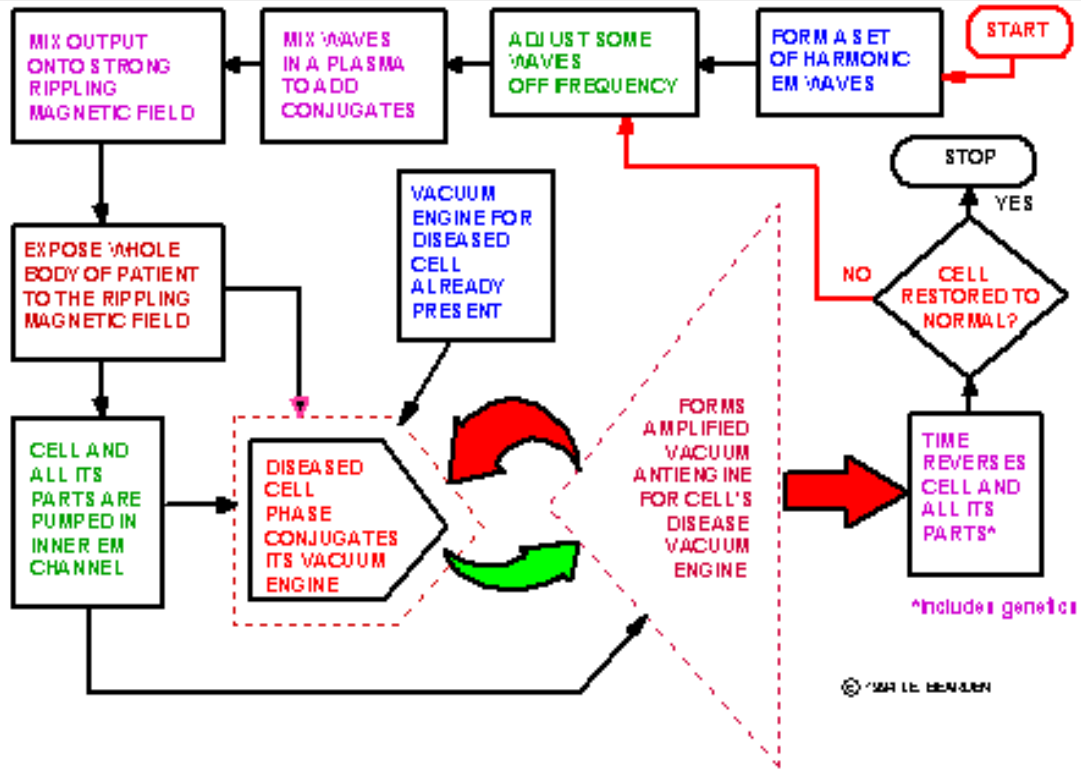 START
FORM A SET
OF HARMONIC
EM WAVES
ADJUST SOME
WAVES
OFF FREQUENCY
MIX WAVES
IN A PLASMA
TO ADD
CONJUGATES
MIX OUTPUT
ONTO STRONG
RIPPLING
MAGNETIC FIELD
EXPOSE WHOLE
BODY OF PATIENT
TO THE RIPPLING
MAGNETIC FIELD
CELL AND
ALL ITS
PARTS ARE
PUMPED IN
INNER EM
CHANNEL
VACUUM
ENGINE FOR
DISEASED
CELL
ALREADY
PRESENT
DISEASED
CELL
PHASE
CONJUGATES
ITS VACUUM
ENGINE
FORMS
AMPLIFIED
VACUUM
ANTIENGINE
FOR CELL'S
DISEASE
VACUUM
ENGINE
TIME
REVERSES
CELL AND
ALL ITS
PARTS*
*Includes genetics
CELL
RESTORED TO
NORMAL?
NO
YES
STOP
© 1994 T.E. BEARDEN